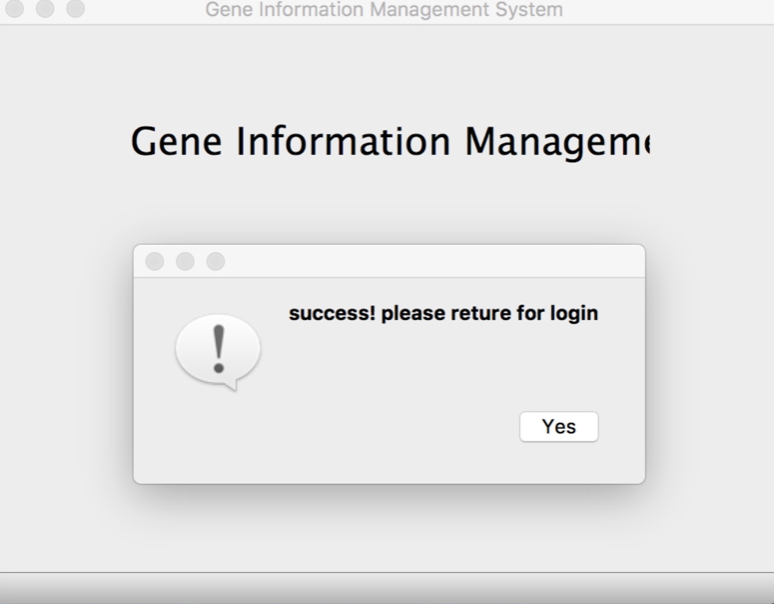 Gene Information Management System
Gene Information Managem
success! please reture for login
Yes